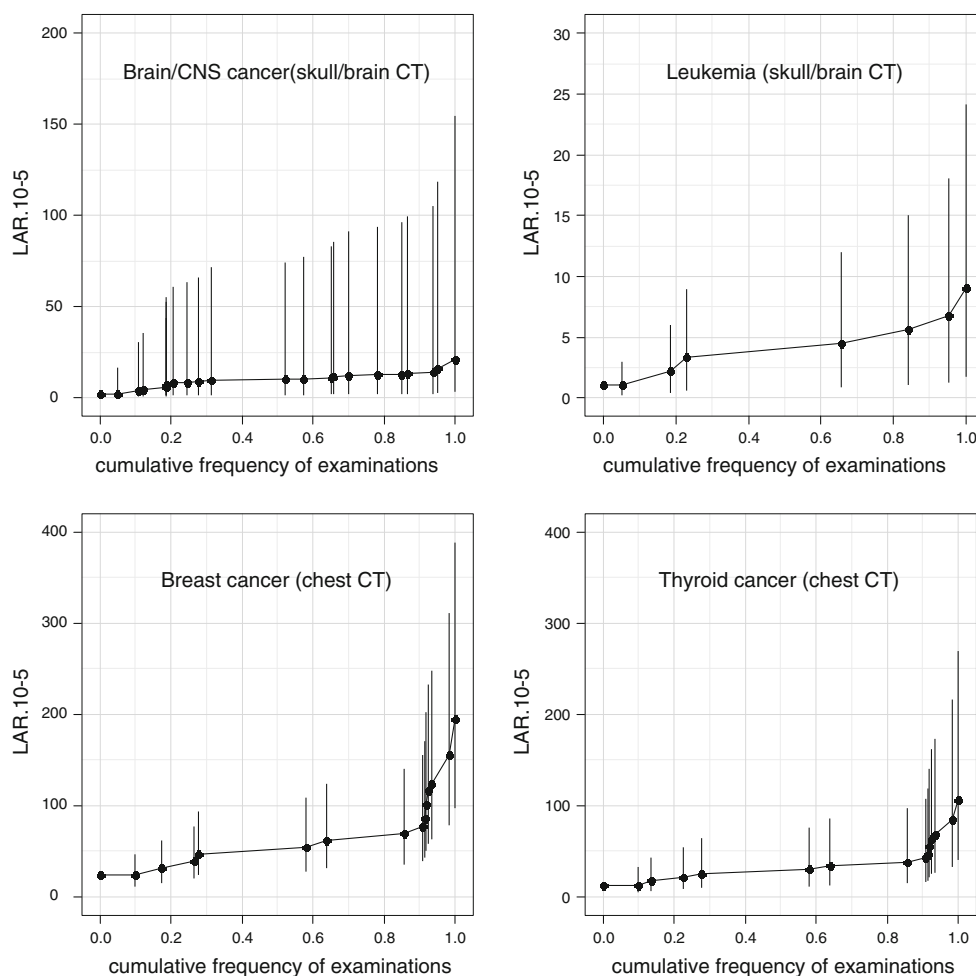 Brain/CNS cancer(skull/brain CT)
LAR.10-5
200
150
100
50
0
0.0 0.2 0.4 0.6 0.8 1.0
cumulative frequency of examinations
Leukemia (skull/brain CT)
LAR.10-5
30
25
20
15
10
5
0
0.0 0.2 0.4 0.6 0.8 1.0
cumulative frequency of examinations
Breast cancer (chest CT)
LAR.10-5
400
300
200
100
0
0.0 0.2 0.4 0.6 0.8 1.0
cumulative frequency of examinations
Thyroid cancer (chest CT)
LAR.10-5
400
300
200
100
0
0.0 0.2 0.4 0.6 0.8 1.0
cumulative frequency of examinations